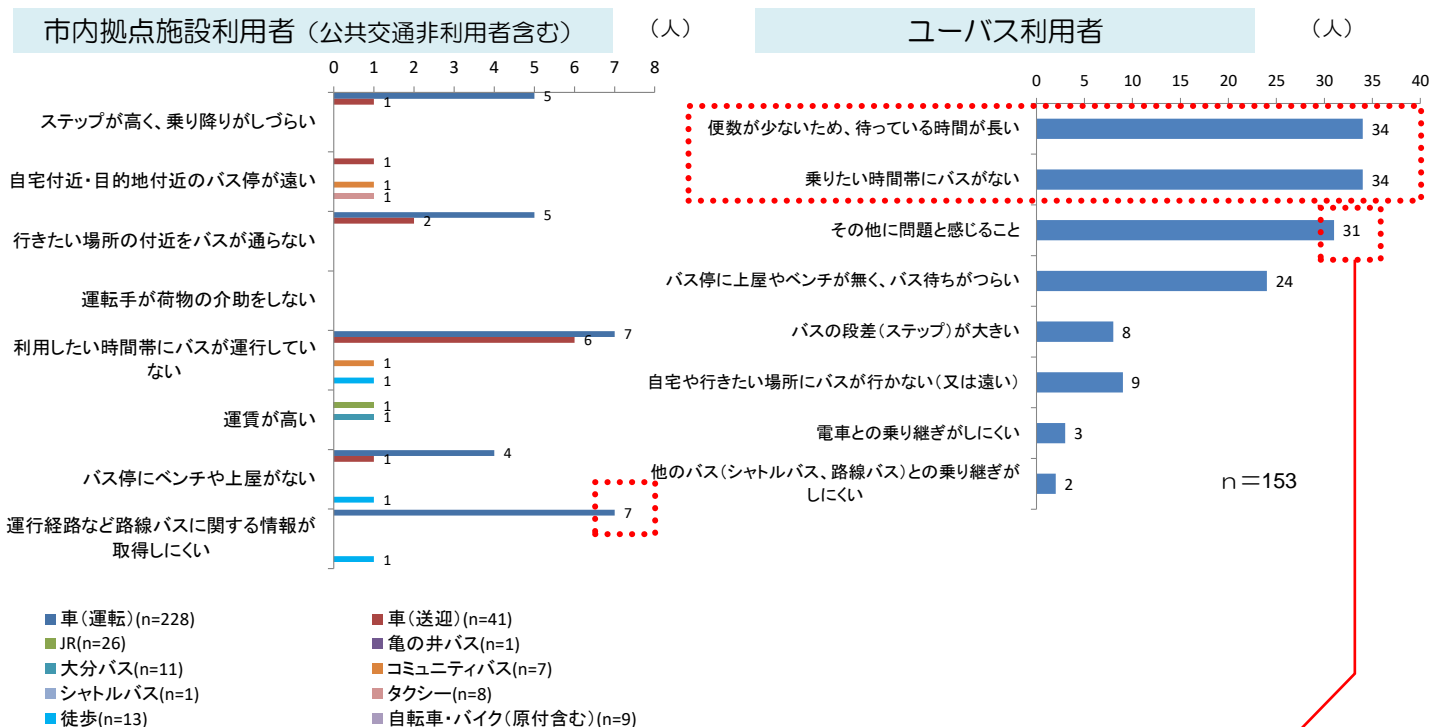 市内拠点施設利用者（公共交通非利用者含む）
（人）
0 1 2 3 4 5 6 7 8
ステップが高く、乗り降りがしづらい
5
1
自宅付近・目的地付近のバス停が遠い
1
1
1
行きたい場所の付近をバスが通らない
5
2
運転手が荷物の介助をしない
利用したい時間帯にバスが運行してい
ない
7
6
1
1
運賃が高い
1
1
バス停にベンチや上屋がない
4
1
1
運行経路など路線バスに関する情報が
取得しにくい
7
1
車（運転）(n=228)
車（送迎）(n=41)
JR(n=26)
亀の井バス(n=1)
大分バス(n=11)
コミュニティバス(n=7)
シャトルバス(n=1)
タクシー(n=8)
徒歩(n=13)
自転車・バイク（原付含む）(n=9)
ユーバス利用者
（人）
0 5 10 15 20 25 30 35 40
便数が少ないため、待っている時間が長い
34
乗りたい時間帯にバスがない
34
その他に問題と感じること
31
バス停に上屋やベンチが無く、バス待ちがつらい
24
バスの段差（ステップ）が大きい
8
自宅や行きたい場所にバスが行かない（又は遠い）
9
電車との乗り継ぎがしにくい
3
他のバス（シャトルバス、路線バス）との乗り継ぎが
しにくい
2
ｎ＝153